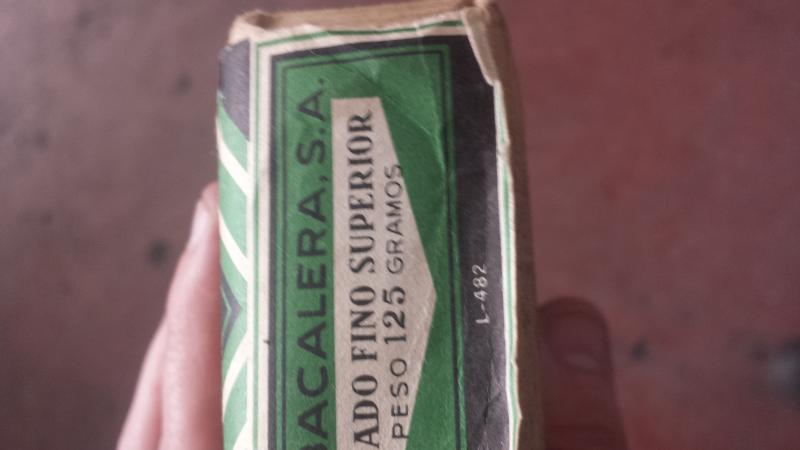 BACALERA, S.A.
ADO FINO SUPERIOR
PESO 125 GRAMOS
L-482